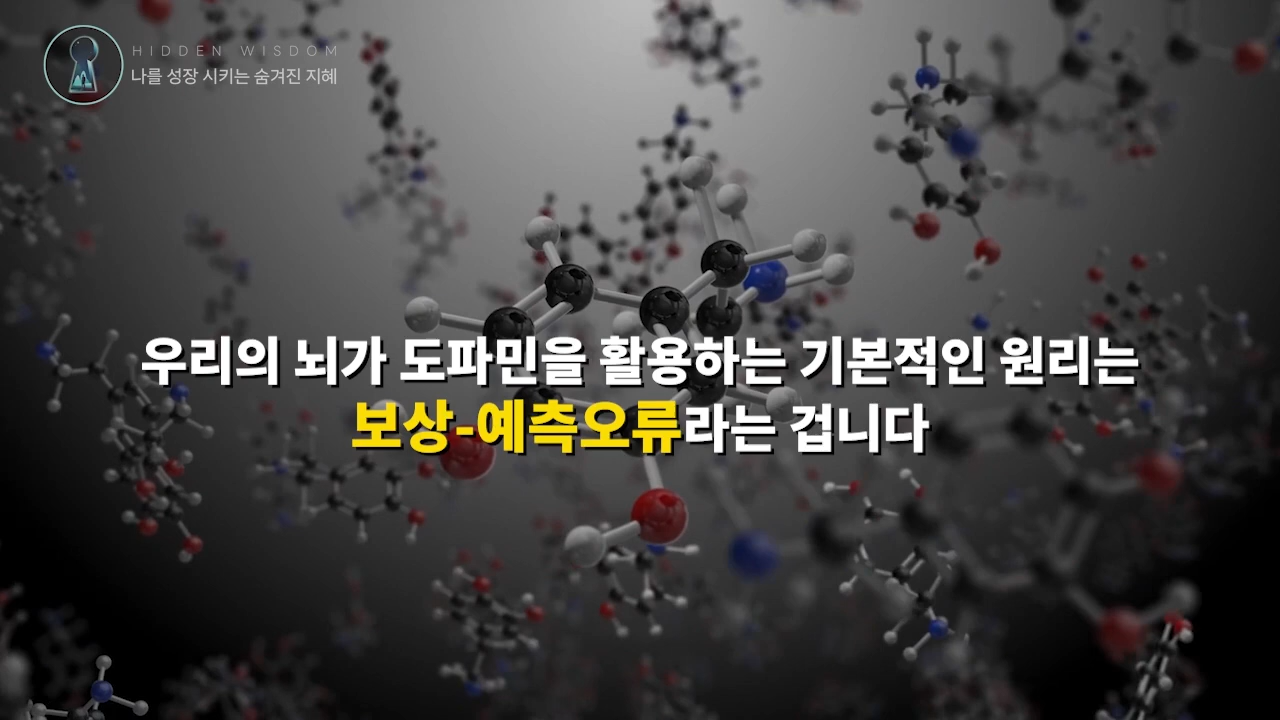 HIDDEN WISDOM
나를 성장 시키는 숨겨진 지혜
우리의 뇌가 도파민을 활용하는 기본적인 원리는
보상-예측오류라는 겁니다